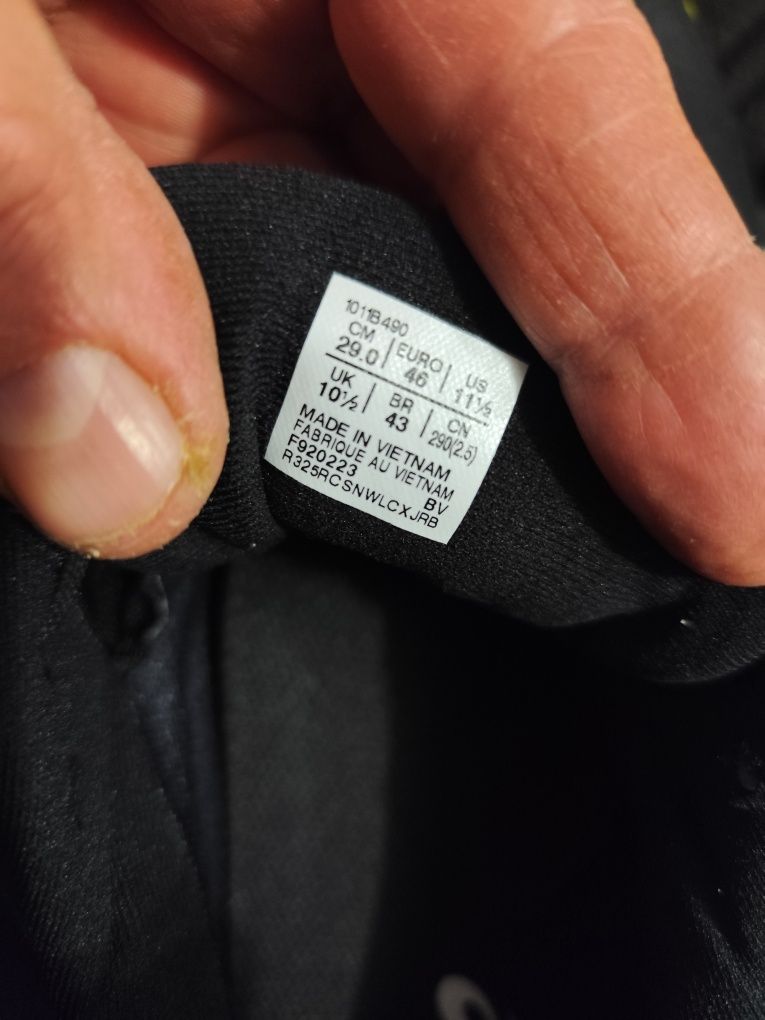 1011B490
CM | EURO | US
29.0 | 46 | 11½
UK | BR | CN
10½ | 43 | 290(2.5)
MADE IN VIETNAM
FABRIQUE AU VIETNAM
F920223 BV
R325RCSNWLCXJRB